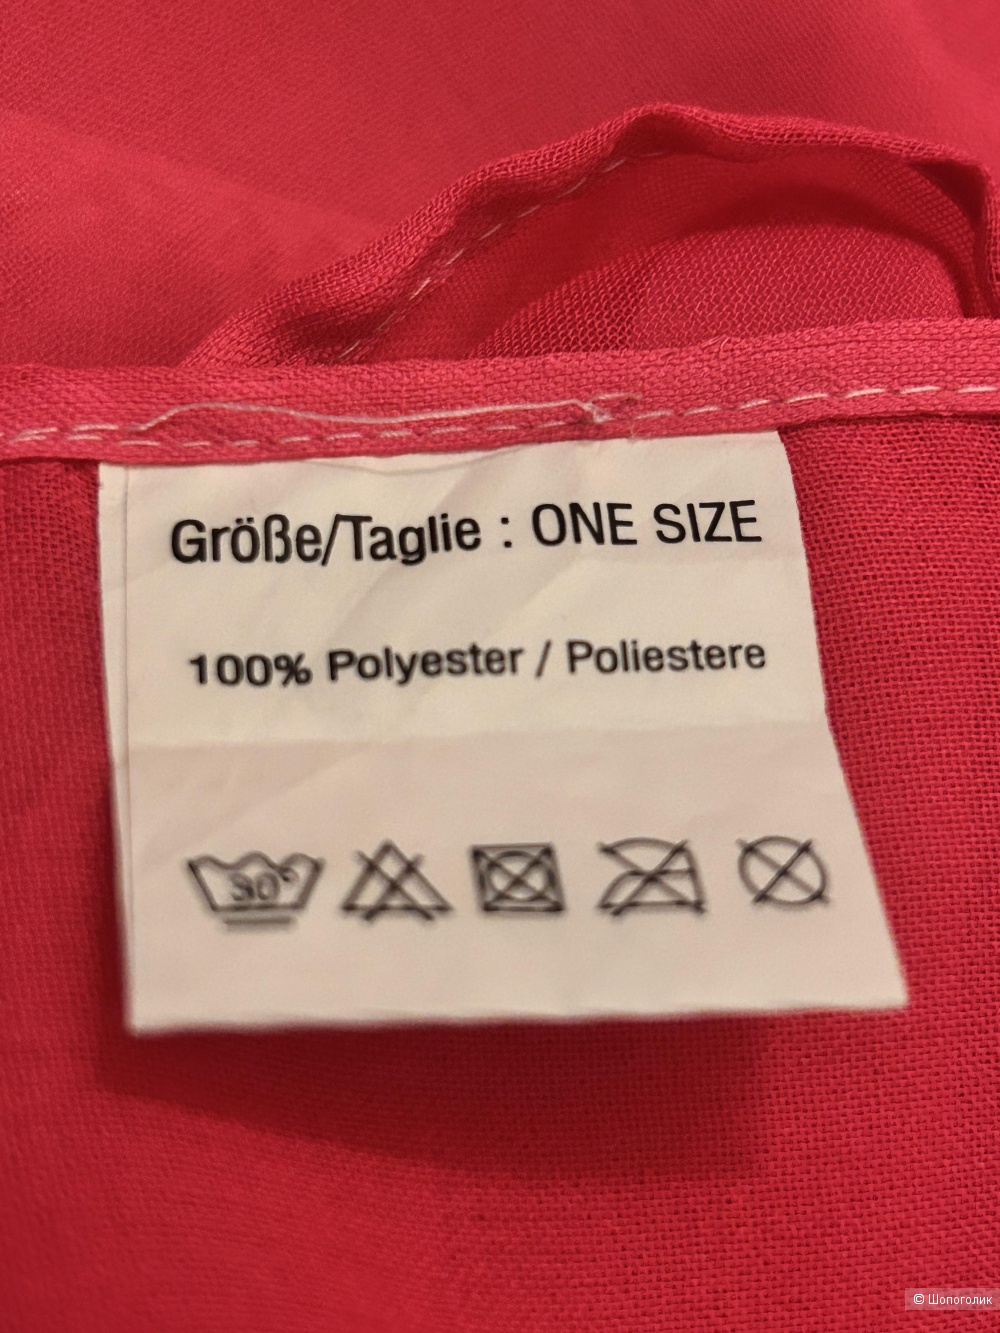 Größe/Taglie : ONE SIZE
100% Polyester / Poliestere
30°
© Шопоголик